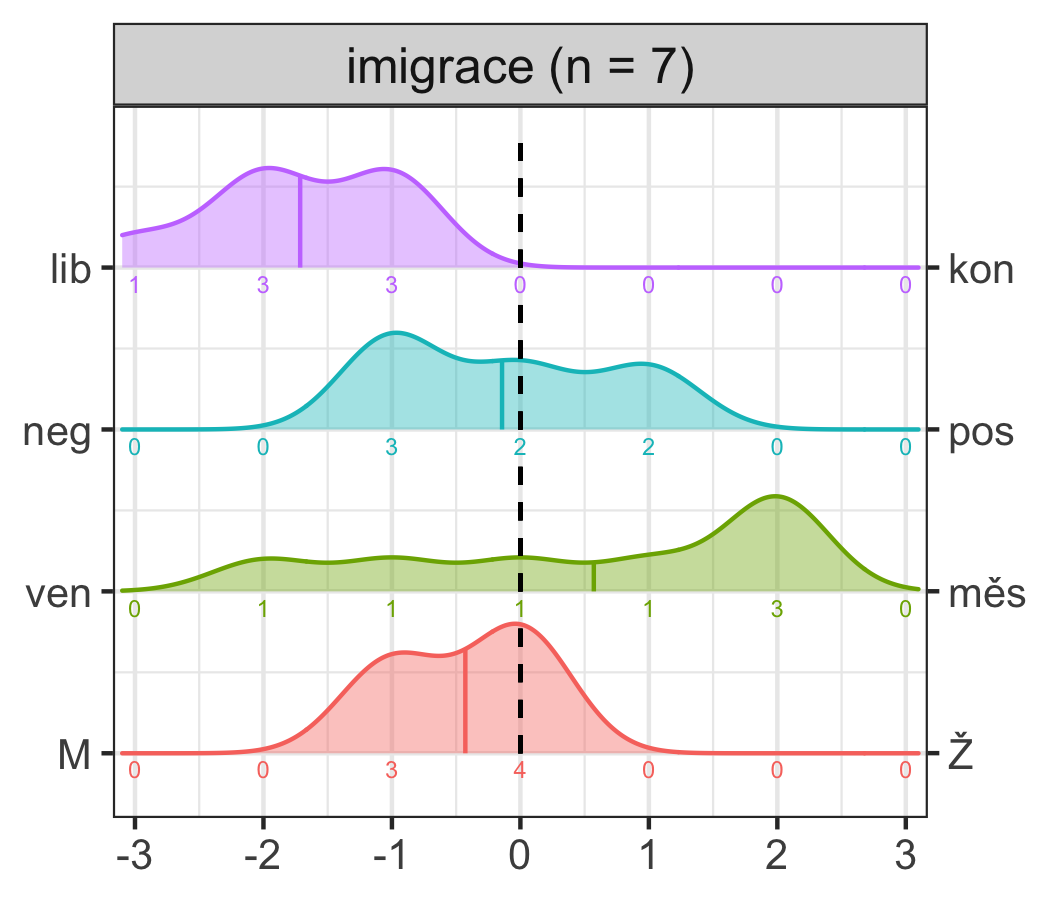 imigrace (n = 7)
lib kon
1 3 3 0 0 0 0
neg pos
0 0 3 2 2 0 0
ven měs
0 1 1 1 1 3 0
M Ž
0 0 3 4 0 0 0
-3 -2 -1 0 1 2 3